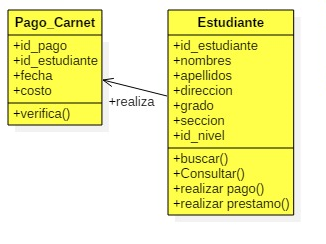 Pago_Carnet
+id_pago
+id_estudiante
+fecha
+costo
+verifica()
+realiza
Estudiante
+id_estudiante
+nombres
+apellidos
+direccion
+grado
+seccion
+id_nivel
+buscar()
+Consultar()
+realizar pago()
+realizar prestamo()